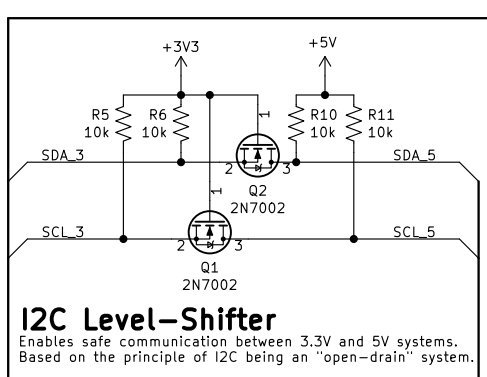 +3V3
+5V
R5
10k
R6
10k
1
R10
10k
R11
10k
SDA_3
2
3
SDA_5
Q2
2N7002
1
SCL_3
2
3
SCL_5
Q1
2N7002
I2C Level-Shifter
Enables safe communication between 3.3V and 5V systems.
Based on the principle of I2C being an "open-drain" system.